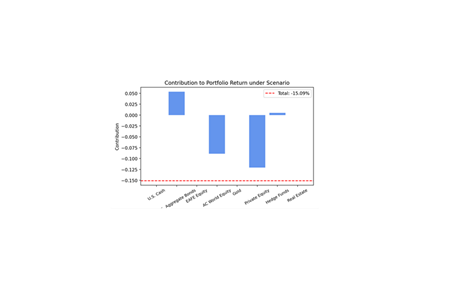 Contribution to Portfolio Return under Scenario
Total: -15.09%
0.050
0.025
0.000
−0.025
−0.050
−0.075
−0.100
−0.125
−0.150
Contribution
U.S. Cash
Aggregate Bonds
EAFE Equity
AC World Equity
Gold
Private Equity
Hedge Funds
Real Estate